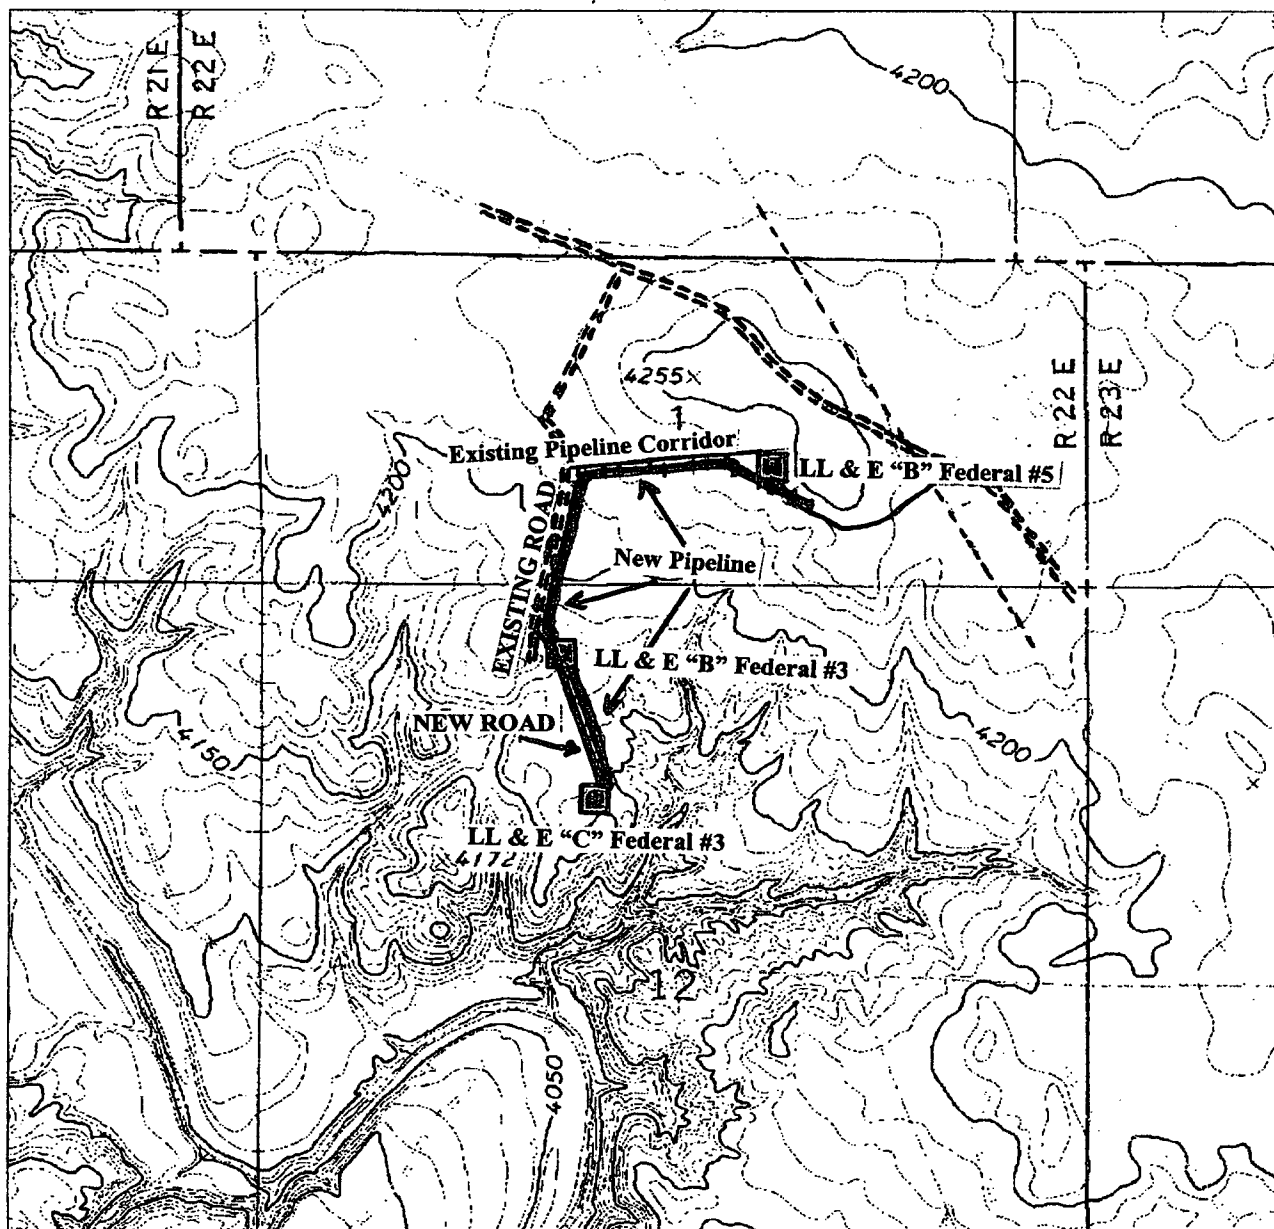 R 21 E
R 22 E
4200
R 22 E
R 23 E
4255×
1
Existing Pipeline Corridor
LL & E “B” Federal #5
4200
EXISTING ROAD
New Pipeline
LL & E “B” Federal #3
NEW ROAD
4150
4200
LL & E “C” Federal #3
4172
12
4050